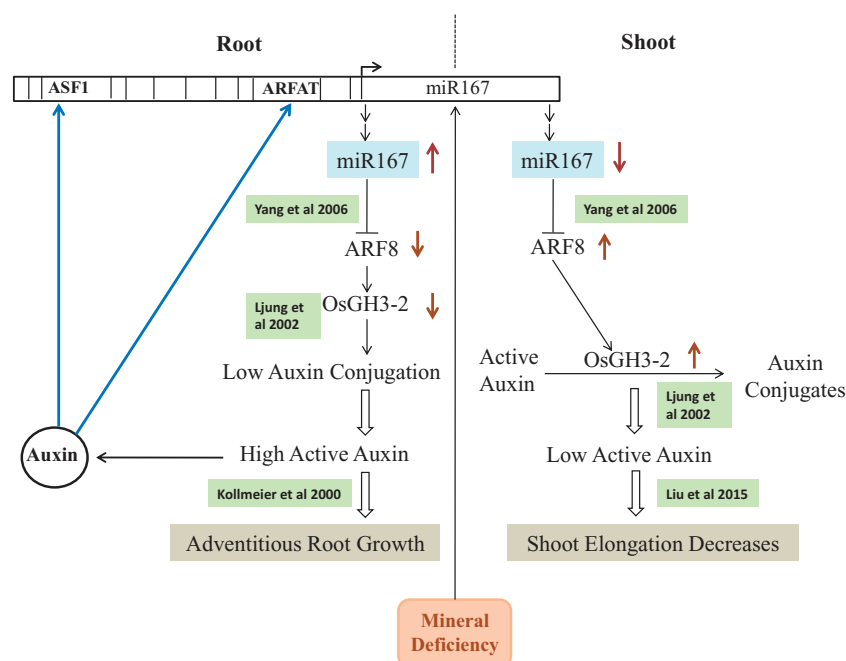 Root
Shoot
ASF1
ARFAT
miR167
miR167
miR167
Yang et al 2006
Yang et al 2006
ARF8
ARF8
Ljung et
al 2002
OsGH3-2
Active
Auxin
OsGH3-2
Auxin
Conjugates
Low Auxin Conjugation
Ljung et
al 2002
Auxin
High Active Auxin
Low Active Auxin
Kollmeier et al 2000
Liu et al 2015
Adventitious Root Growth
Shoot Elongation Decreases
Mineral
Deficiency